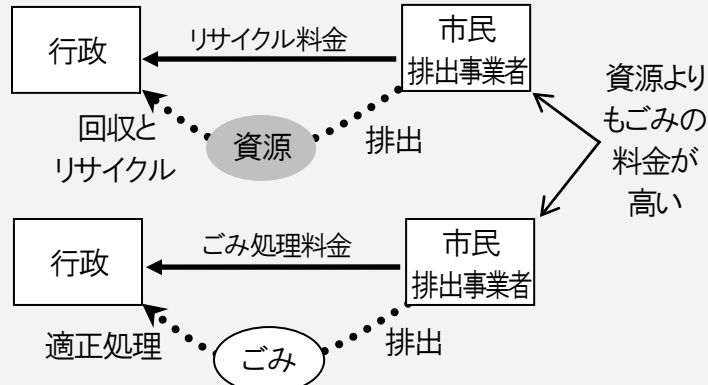 行政
リサイクル料金
市民
排出事業者
回収と
リサイクル
資源
排出
資源より
もごみの
料金が
高い
行政
ごみ処理料金
市民
排出事業者
適正処理
ごみ
排出